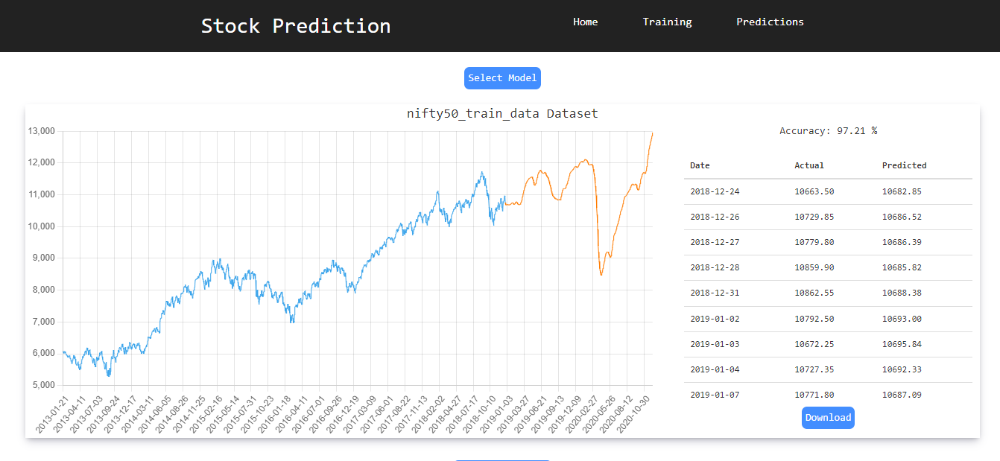 Stock Prediction Home Training Predictions
Select Model
nifty50_train_data Dataset
13,000
12,000
11,000
10,000
9,000
8,000
7,000
6,000
5,000
2013-01-21 2013-04-11 2013-07-03 2013-09-24 2013-12-17 2014-03-11 2014-06-05 2014-08-26 2014-11-25 2015-02-16 2015-05-14 2015-07-31 2015-10-23 2016-01-18 2016-04-11 2016-07-01 2016-09-26 2016-12-19 2017-03-09 2017-06-01 2017-08-22 2017-11-13 2018-02-02 2018-04-27 2018-07-17 2018-10-10 2019-01-03 2019-03-27 2019-06-21 2019-09-13 2019-12-09 2020-02-27 2020-05-26 2020-08-12 2020-10-30
Accuracy: 97.21 %
Date Actual Predicted
2018-12-24 10663.50 10682.85
2018-12-26 10729.85 10686.52
2018-12-27 10779.80 10686.39
2018-12-28 10859.90 10685.82
2018-12-31 10862.55 10688.38
2019-01-02 10792.50 10693.00
2019-01-03 10672.25 10695.84
2019-01-04 10727.35 10692.33
2019-01-07 10771.80 10687.09
Download